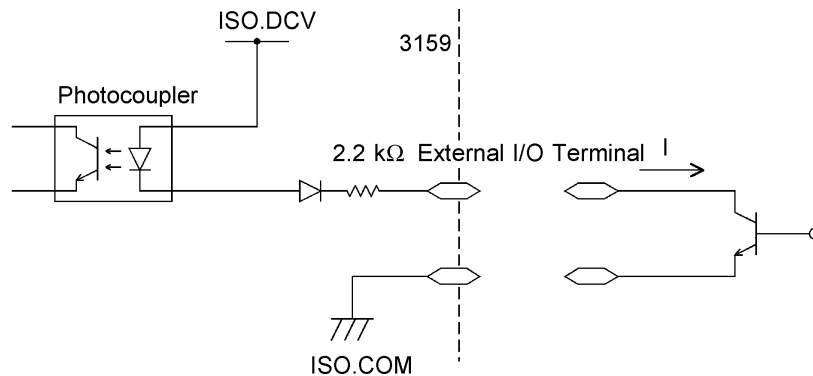 ISO.DCV
3159
Photocoupler
2.2 kΩ External I/O Terminal I
ISO.COM